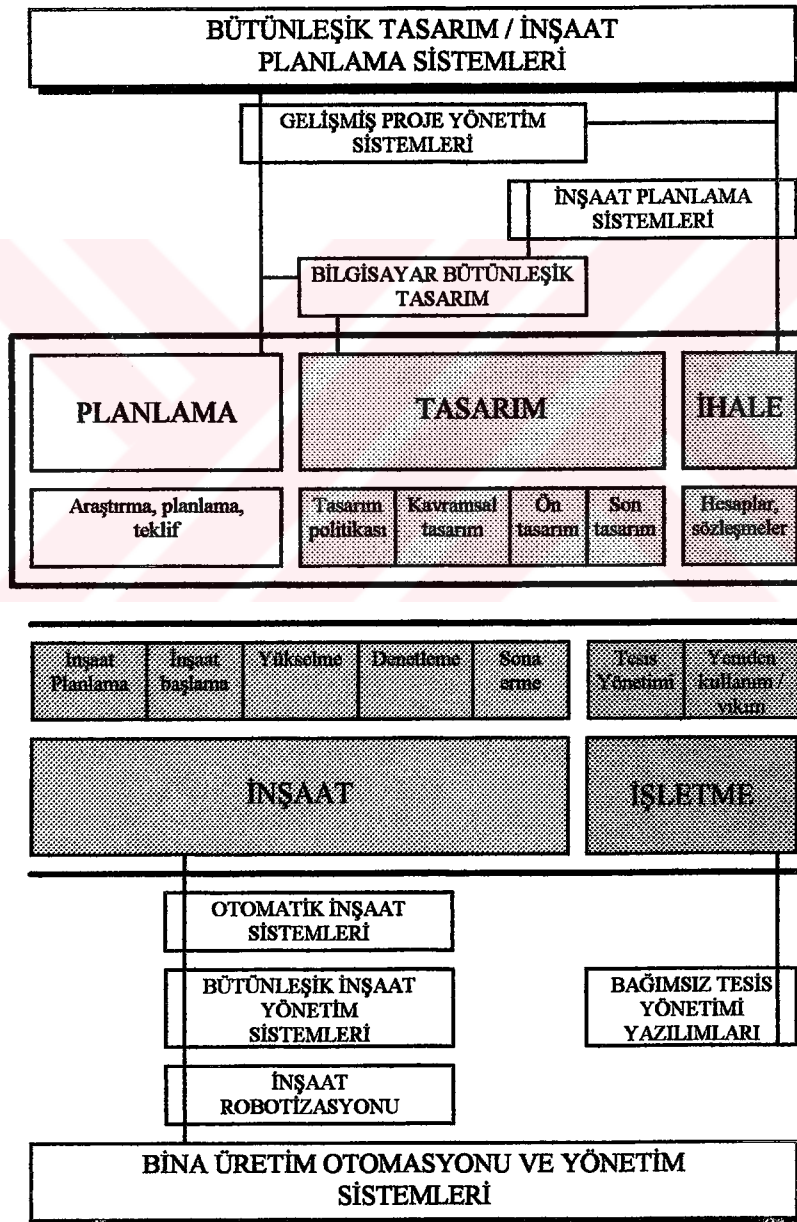 BÜTÜNLEŞİK TASARIM / İNŞAAT
PLANLAMA SİSTEMLERİ
GELİŞMİŞ PROJE YÖNETİM
SİSTEMLERİ
İNŞAAT PLANLAMA
SİSTEMLERİ
BİLGİSAYAR BÜTÜNLEŞİK
TASARIM
PLANLAMA
TASARIM
İHALE
Araştırma, planlama,
teklif
Tasarım
politikası
Kavramsal
tasarım
Ön
tasarım
Son
tasarım
Hesaplar,
sözleşmeler
İnşaat
Planlama
İnşaat
başlama
Yükselme
Denetleme
Sona
erme
Tesis
Yönetimi
Yeniden
kullanım /
yıkım
İNŞAAT
İŞLETME
OTOMATİK İNŞAAT
SİSTEMLERİ
BÜTÜNLEŞİK İNŞAAT
YÖNETİM
SİSTEMLERİ
BAĞIMSIZ TESİS
YÖNETİMİ
YAZILIMLARI
İNŞAAT
ROBOTİZASYONU
BİNA ÜRETİM OTOMASYONU VE YÖNETİM
SİSTEMLERİ